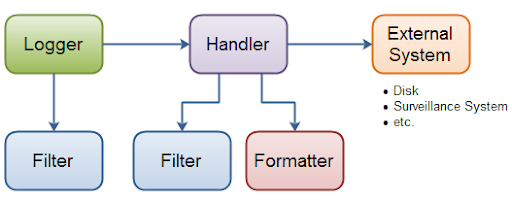 Logger
Handler
External
System
• Disk
• Surveillance System
• etc.
Filter
Filter
Formatter